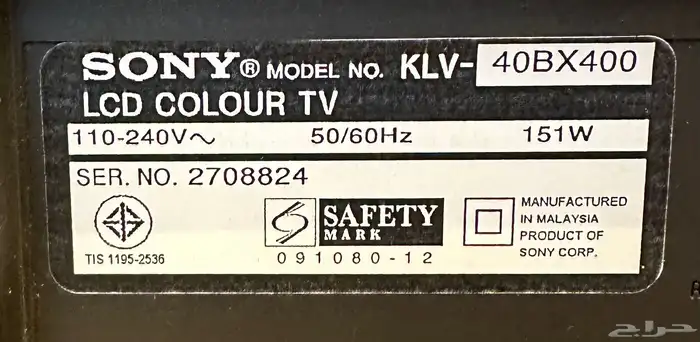 SONY® MODEL NO. KLV-40BX400
LCD COLOUR TV
110-240V~ 50/60Hz 151W
SER. NO. 2708824
TIS 1195-2536
SAFETY
MARK
091080-12
MANUFACTURED
IN MALAYSIA
PRODUCT OF
SONY CORP.
حراج